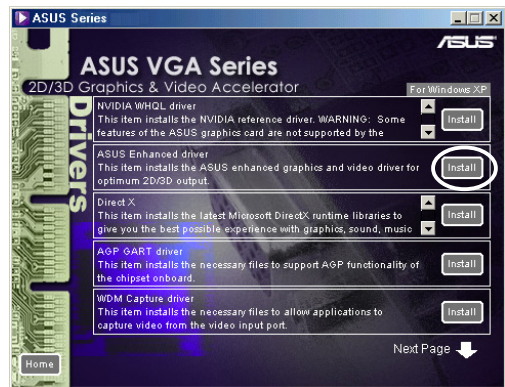 ASUS Series
ASUS
ASUS VGA Series
2D/3D Graphics & Video Accelerator
For Windows XP
Drivers
NVIDIA WHQL driver
This item installs the NVIDIA reference driver. WARNING: Some
features of the ASUS graphics card are not supported by the
Install
ASUS Enhanced driver
This item installs the ASUS enhanced graphics and video driver for
optimum 2D/3D output.
Install
Direct X
This item installs the latest Microsoft DirectX runtime libraries to
give you the best possible experience with graphics, sound, music
Install
AGP GART driver
This item installs the necessary files to support AGP functionality of
the chipset onboard.
Install
WDM Capture driver
This item installs the necessary files to allow applications to
capture video from the video input port.
Install
Next Page
Home